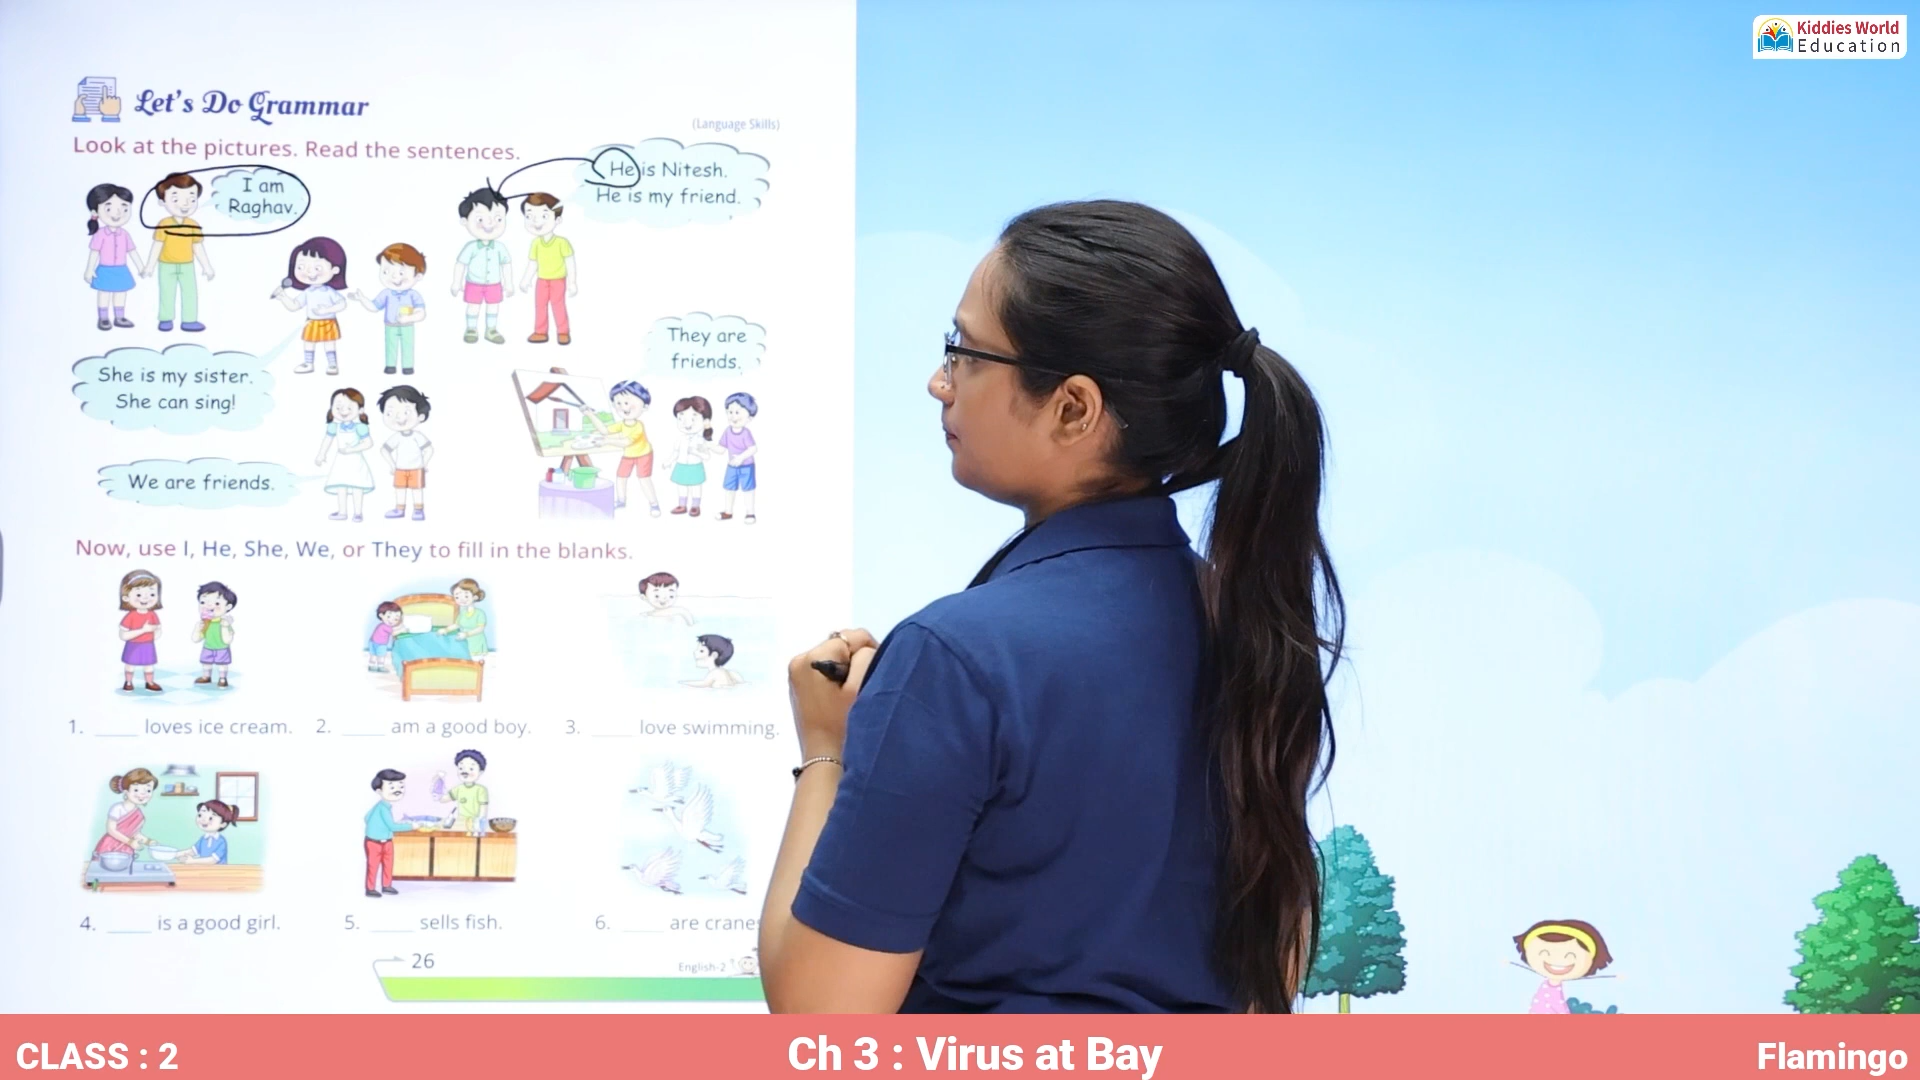 Kiddies World
Education
Let's Do Grammar
(Language Skills)
Look at the pictures. Read the sentences.
I am
Raghav.
He is Nitesh.
He is my friend.
They are
friends.
She is my sister.
She can sing!
We are friends.
Now, use I, He, She, We, or They to fill in the blanks.
1. ____ loves ice cream. 2. ____ am a good boy. 3. ____ love swimming.
4. ____ is a good girl. 5. ____ sells fish. 6. ____ are cranes
26
English-2
CLASS : 2
Ch 3 : Virus at Bay
Flamingo